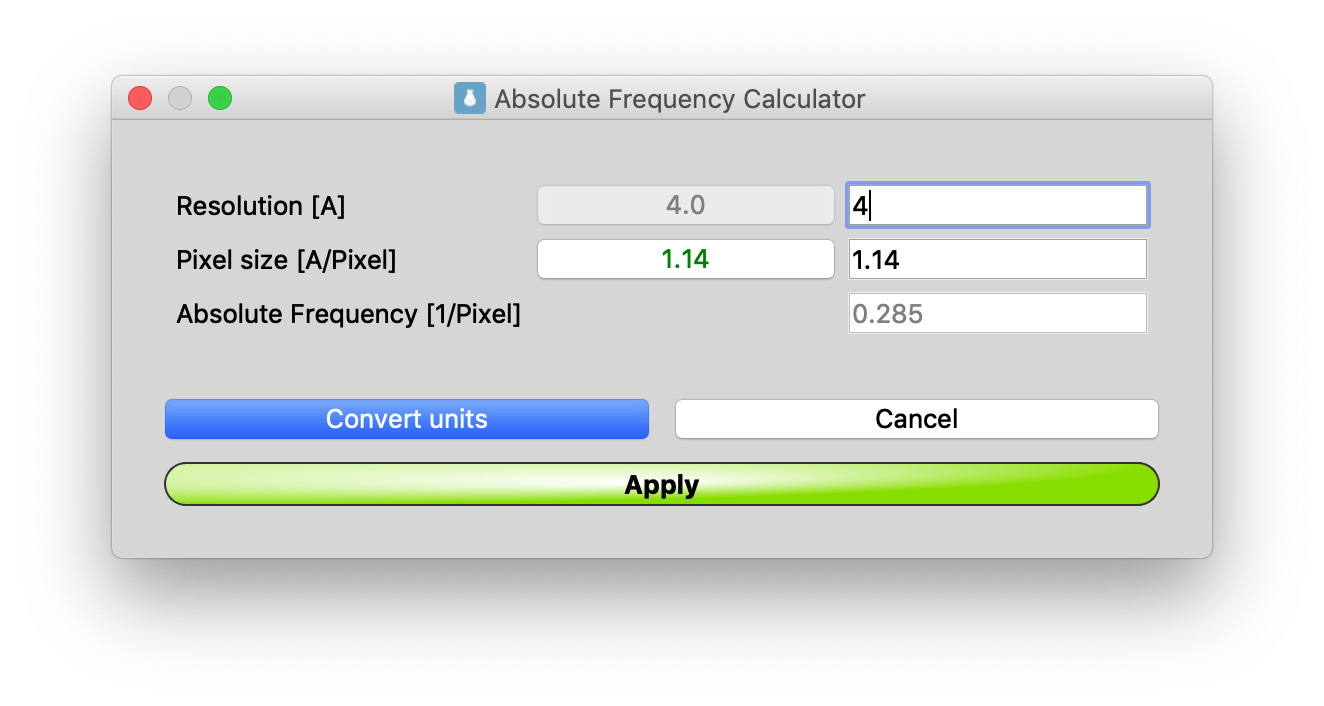 Absolute Frequency Calculator
Resolution [A] 4.0 4
Pixel size [A/Pixel] 1.14 1.14
Absolute Frequency [1/Pixel] 0.285
Convert units Cancel
Apply